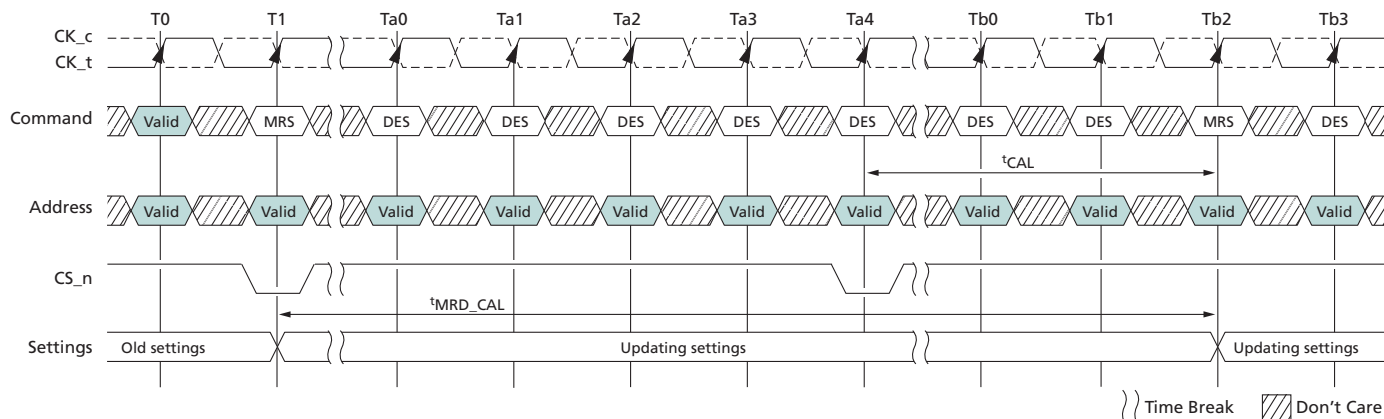 T0 T1 Ta0 Ta1 Ta2 Ta3 Ta4 Tb0 Tb1 Tb2 Tb3
CK_c
CK_t
Command Valid MRS DES DES DES DES DES DES DES MRS DES
tCAL
Address Valid Valid Valid Valid Valid Valid Valid Valid Valid Valid Valid
CS_n
tMRD_CAL
Settings Old settings Updating settings Updating settings
Time Break Don't Care